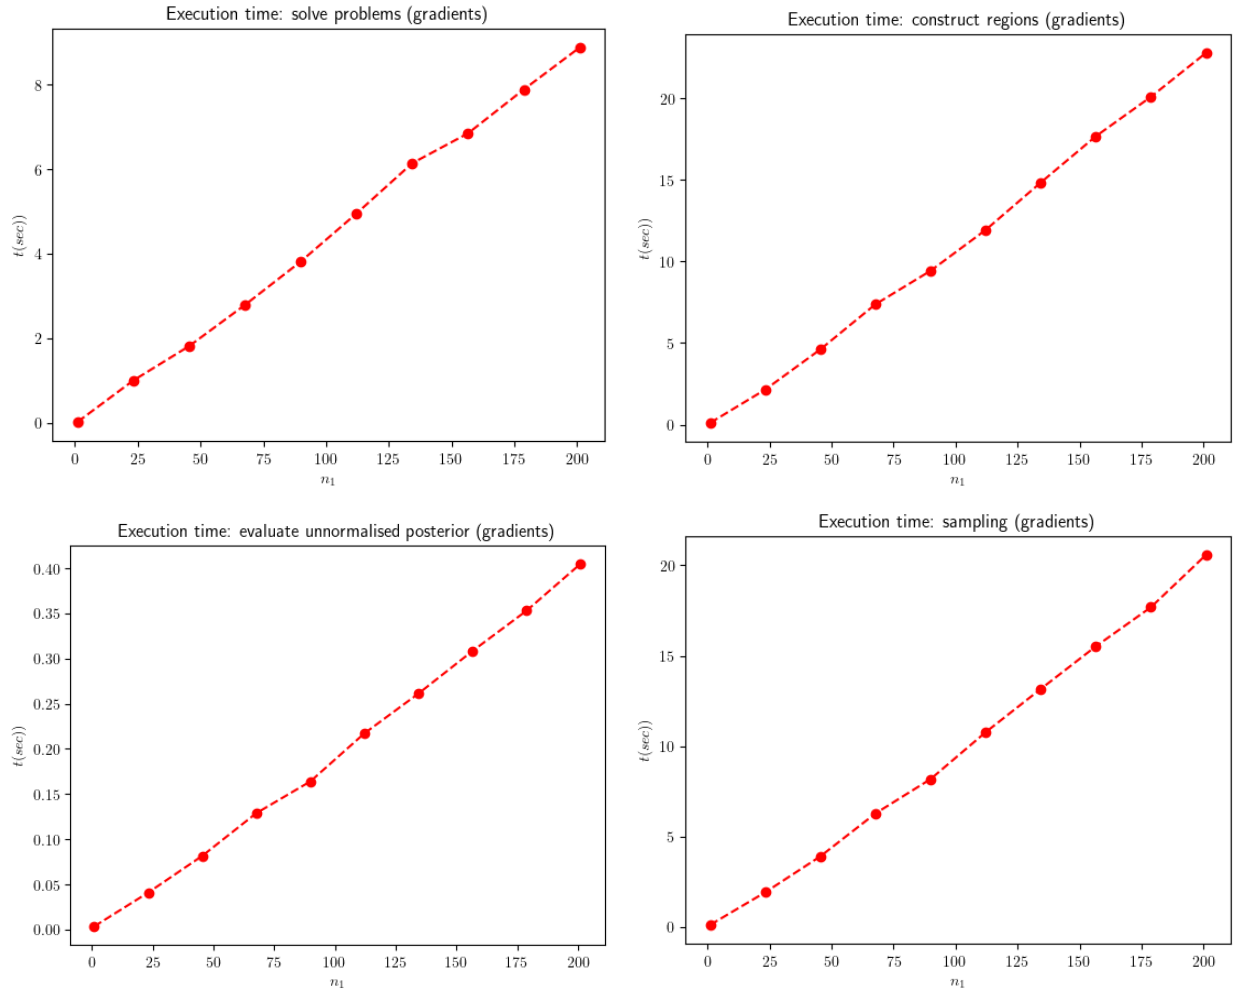 Execution time: solve problems (gradients)
8
6
4
2
0
t(sec))
0 25 50 75 100 125 150 175 200
n1
Execution time: construct regions (gradients)
20
15
10
5
0
t(sec))
0 25 50 75 100 125 150 175 200
n1
Execution time: evaluate unnormalised posterior (gradients)
0.40
0.35
0.30
0.25
0.20
0.15
0.10
0.05
0.00
t(sec))
0 25 50 75 100 125 150 175 200
n1
Execution time: sampling (gradients)
20
15
10
5
0
t(sec))
0 25 50 75 100 125 150 175 200
n1